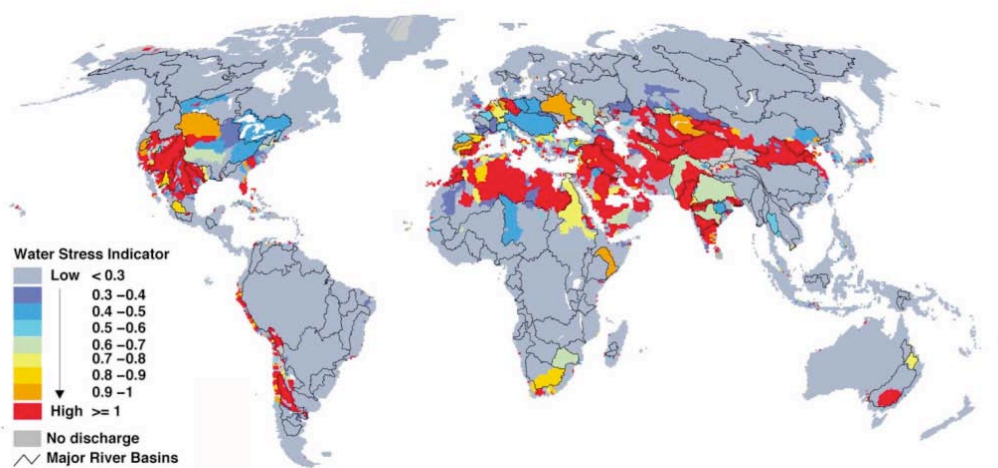 Water Stress Indicator
Low < 0.3
0.3 –0.4
0.4 –0.5
0.5 –0.6
0.6 –0.7
0.7 –0.8
0.8 –0.9
0.9 –1
High >= 1
No discharge
Major River Basins